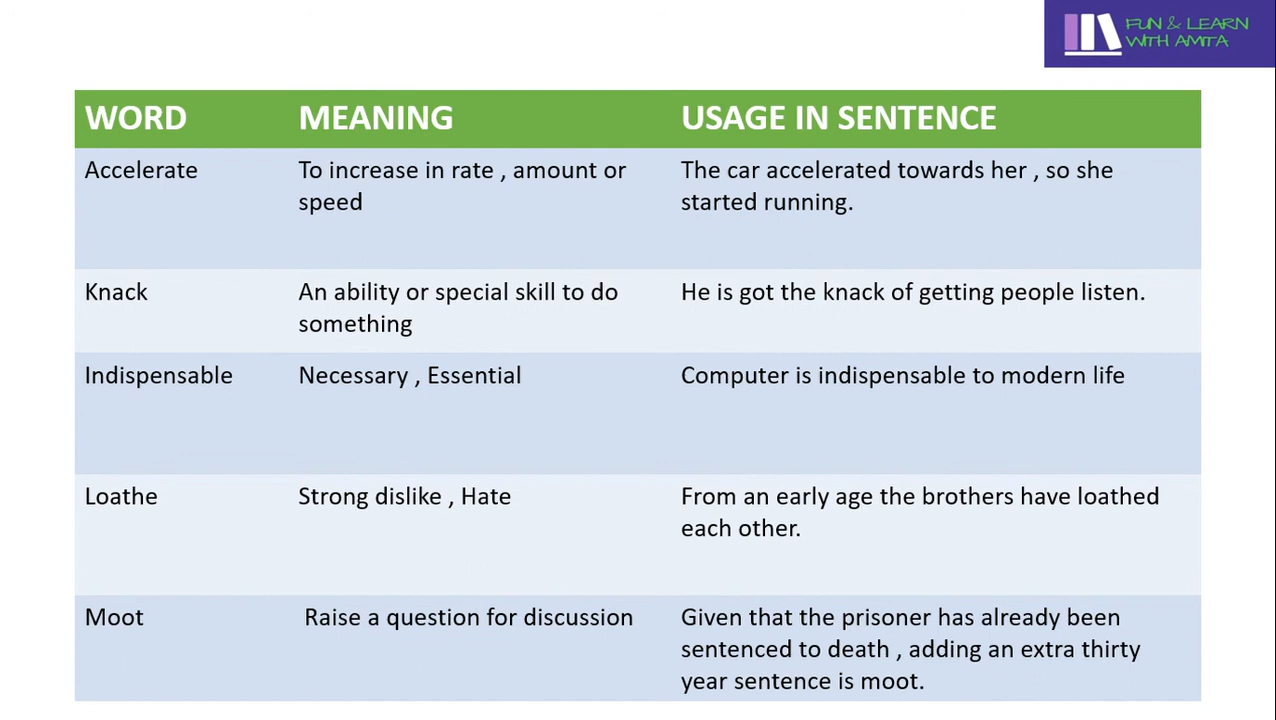 FUN & LEARN
WITH AMITA
WORD MEANING USAGE IN SENTENCE
Accelerate To increase in rate , amount or The car accelerated towards her , so she
speed started running.
Knack An ability or special skill to do He is got the knack of getting people listen.
something
Indispensable Necessary , Essential Computer is indispensable to modern life
Loathe Strong dislike , Hate From an early age the brothers have loathed
each other.
Moot Raise a question for discussion Given that the prisoner has already been
sentenced to death , adding an extra thirty
year sentence is moot.